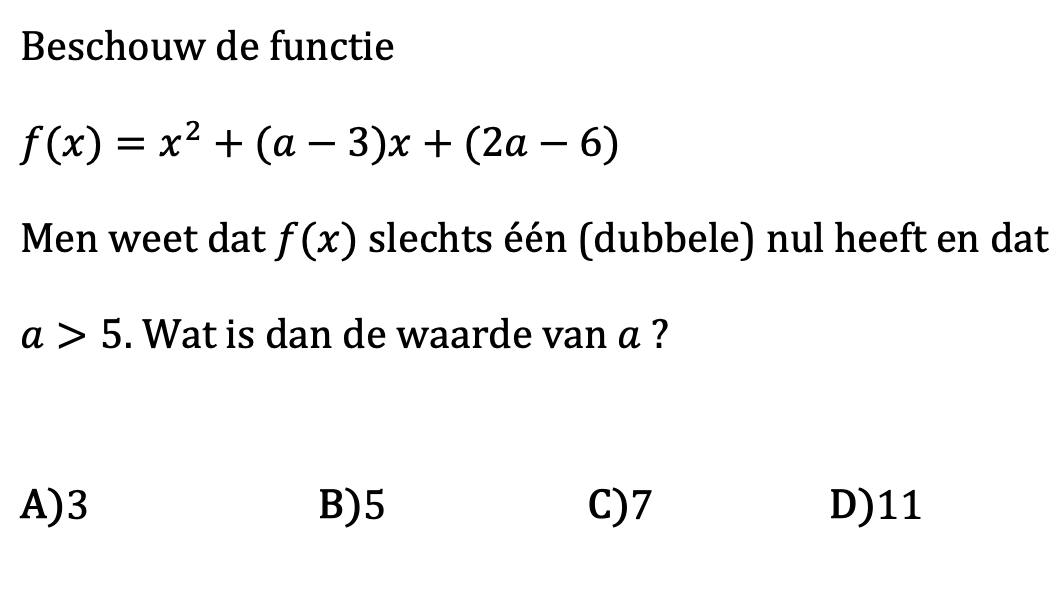 Beschouw de functie
f(x) = x² + (a − 3)x + (2a − 6)
Men weet dat f(x) slechts één (dubbele) nul heeft en dat
a > 5. Wat is dan de waarde van a ?
A)3 B)5 C)7 D)11